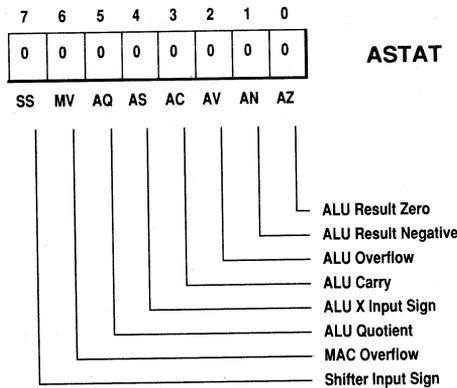 7 6 5 4 3 2 1 0
0 0 0 0 0 0 0 0 ASTAT
SS MV AQ AS AC AV AN AZ
ALU Result Zero
ALU Result Negative
ALU Overflow
ALU Carry
ALU X Input Sign
ALU Quotient
MAC Overflow
Shifter Input Sign